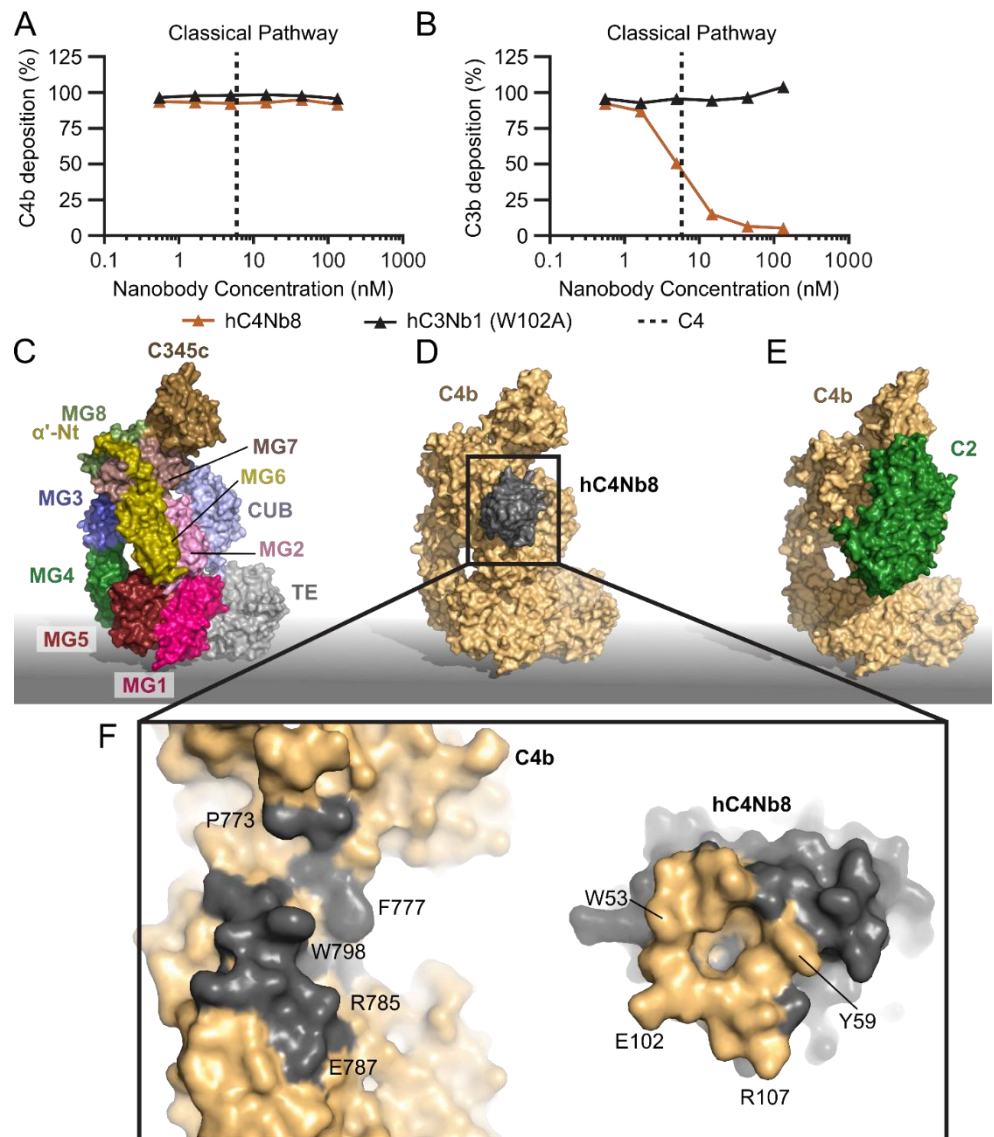 A
Classical Pathway
C4b deposition (%)
125
100
75
50
25
0
0.1 1 10 100 1000
Nanobody Concentration (nM)
B
Classical Pathway
C3b deposition (%)
125
100
75
50
25
0
0.1 1 10 100 1000
Nanobody Concentration (nM)
hC4Nb8 hC3Nb1 (W102A) C4
C
C345c
MG8
α'-Nt
MG7
MG6
MG3
CUB
MG2
MG4
TE
MG5
MG1
D
C4b
hC4Nb8
E
C4b
C2
F
C4b
P773
F777
W798
R785
E787
hC4Nb8
W53
Y59
E102
R107